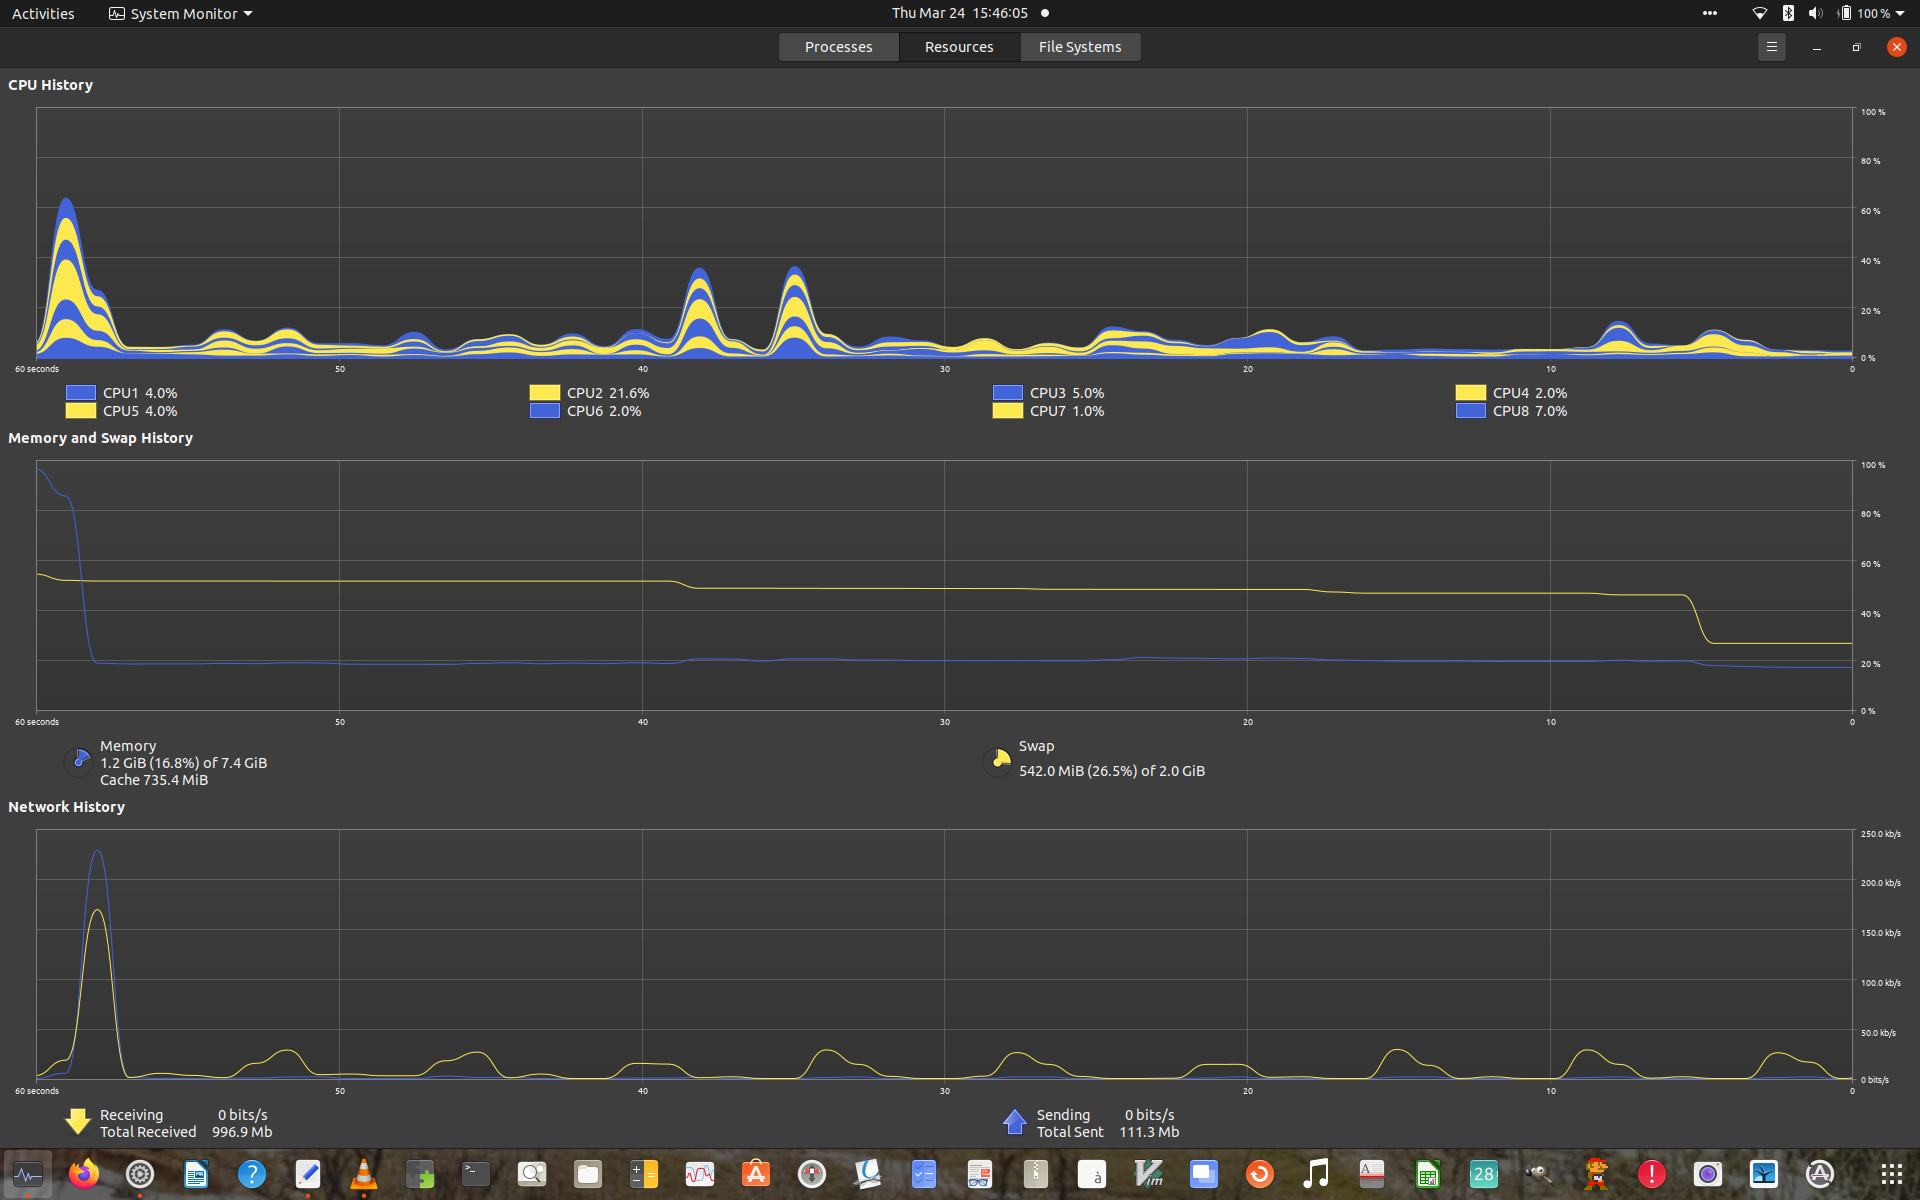 Activities System Monitor Thu Mar 24 15:46:05 100 %
Processes Resources File Systems
CPU History
100 %
80 %
60 %
40 %
20 %
0 %
60 seconds 50 40 30 20 10 0
CPU1 4.0% CPU2 21.6% CPU3 5.0% CPU4 2.0%
CPU5 4.0% CPU6 2.0% CPU7 1.0% CPU8 7.0%
Memory and Swap History
100 %
80 %
60 %
40 %
20 %
0 %
60 seconds 50 40 30 20 10 0
Memory
1.2 GiB (16.8%) of 7.4 GiB
Cache 735.4 MiB
Swap
542.0 MiB (26.5%) of 2.0 GiB
Network History
250.0 kb/s
200.0 kb/s
150.0 kb/s
100.0 kb/s
50.0 kb/s
0 bits/s
60 seconds 50 40 30 20 10 0
Receiving 0 bits/s
Total Received 996.9 Mb
Sending 0 bits/s
Total Sent 111.3 Mb
? >_ A à Vim A 28 ! A